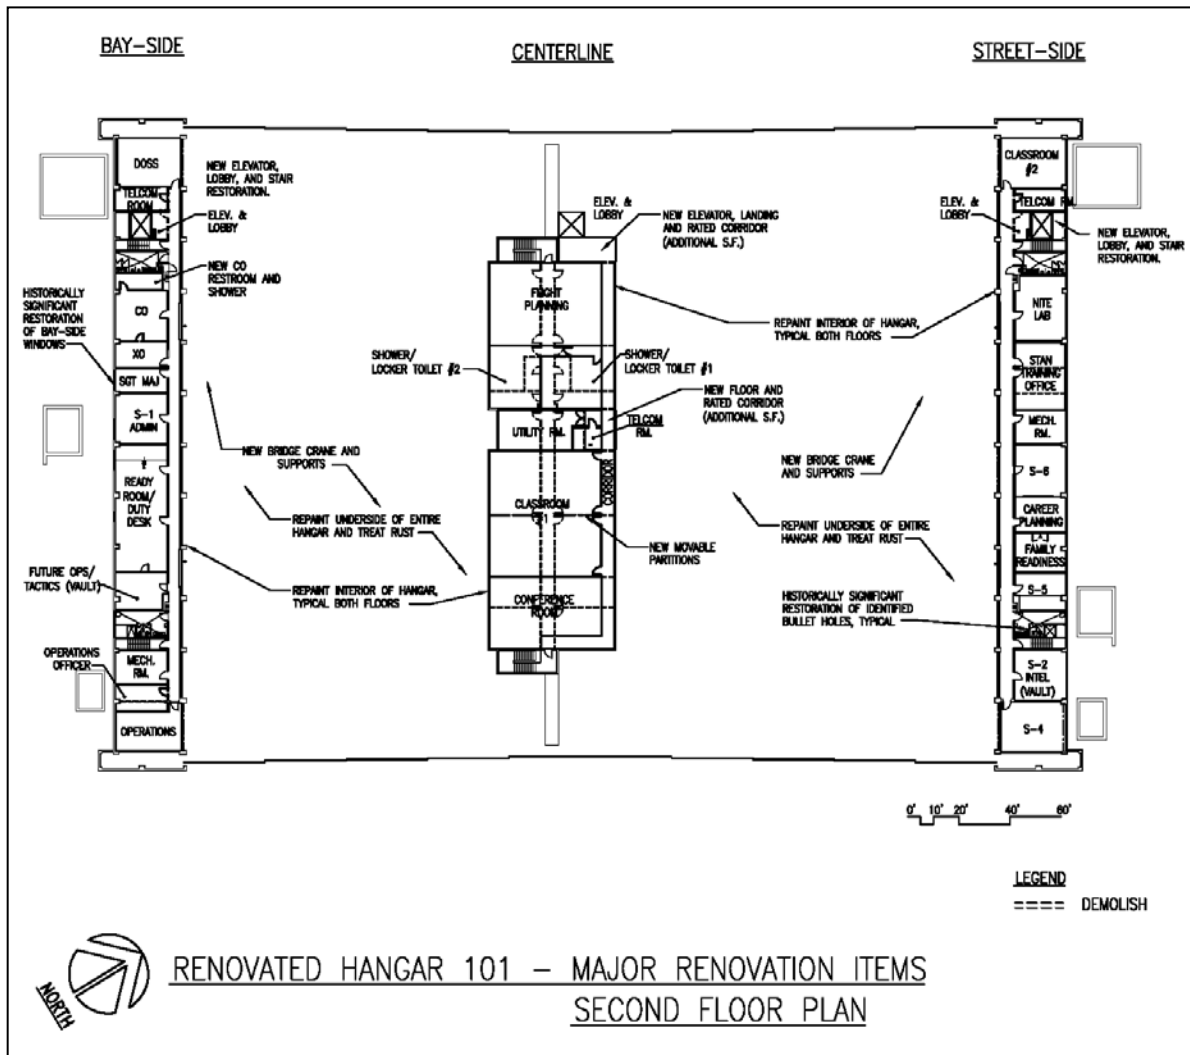 BAY-SIDE
CENTERLINE
STREET-SIDE
DOSS
TELCOM
ROOM
NEW ELEVATOR,
LOBBY, AND STAIR
RESTORATION.
ELEV. &
LOBBY
NEW CO
RESTROOM AND
SHOWER
HISTORICALLY
SIGNIFICANT
RESTORATION
OF BAY-SIDE
WINDOWS
CO
XO
SGT MAJ
S-1
ADMIN
READY
ROOM/
DUTY
DESK
FUTURE OPS/
TACTICS (VAULT)
OPERATIONS
OFFICER
MECH.
RM.
OPERATIONS
NEW BRIDGE CRANE AND
SUPPORTS
REPAINT UNDERSIDE OF ENTIRE
HANGAR AND TREAT RUST
REPAINT INTERIOR OF HANGAR,
TYPICAL BOTH FLOORS
ELEV. &
LOBBY
NEW ELEVATOR, LANDING
AND RATED CORRIDOR
(ADDITIONAL S.F.)
FLIGHT
PLANNING
SHOWER/
LOCKER TOILET #2
SHOWER/
LOCKER TOILET #1
NEW FLOOR AND
RATED CORRIDOR
(ADDITIONAL S.F.)
UTILITY RM.
TELCOM
RM.
CORRIDOR
CLASSROOM
#1
NEW MOVABLE
PARTITIONS
CONFERENCE
ROOM
REPAINT INTERIOR OF HANGAR,
TYPICAL BOTH FLOORS
NEW BRIDGE CRANE
AND SUPPORTS
REPAINT UNDERSIDE OF ENTIRE
HANGAR AND TREAT RUST
HISTORICALLY SIGNIFICANT
RESTORATION OF IDENTIFIED
BULLET HOLES, TYPICAL
CLASSROOM
#2
TELCOM RM.
ELEV. &
LOBBY
NEW ELEVATOR,
LOBBY, AND STAIR
RESTORATION.
NITE
LAB
STAN
TRAINING
OFFICE
MECH.
RM.
S-6
CAREER
PLANNING
FAMILY
READINESS
S-5
S-2
INTEL
(VAULT)
S-4
0' 10' 20' 40' 60'
LEGEND
DEMOLISH
NORTH
RENOVATED HANGAR 101 - MAJOR RENOVATION ITEMS
SECOND FLOOR PLAN